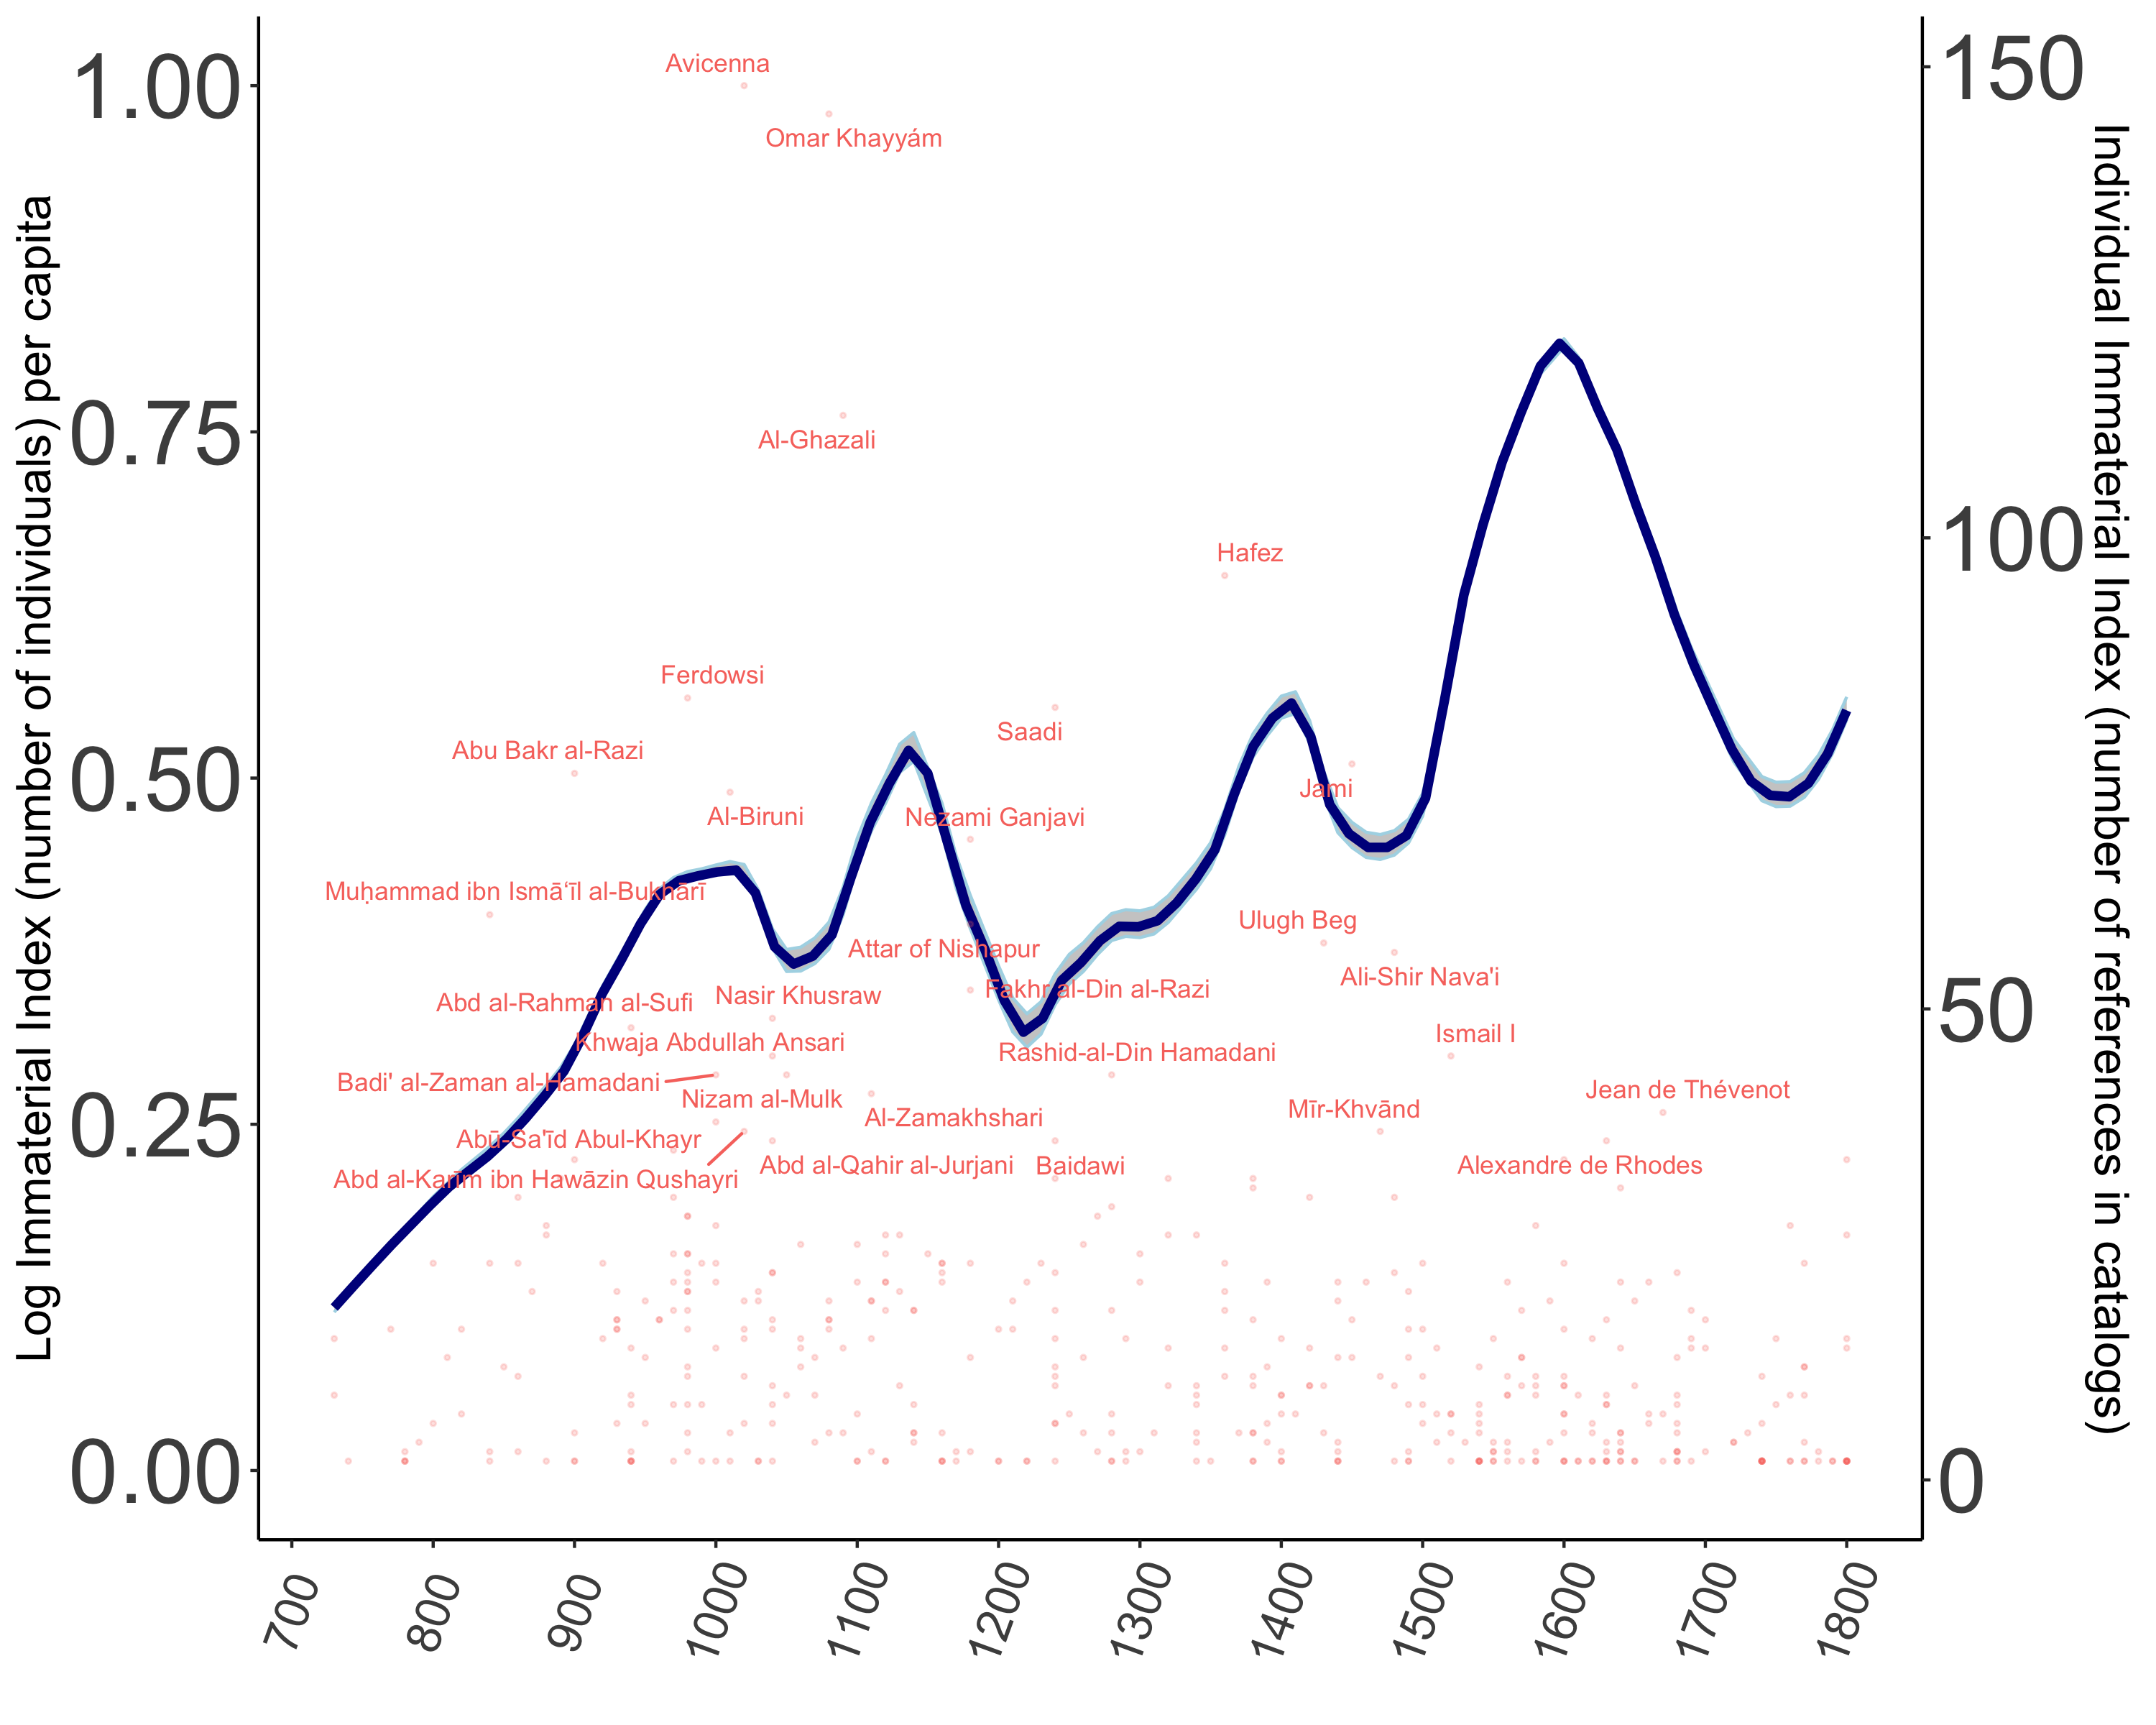 Log Immaterial Index (number of individuals) per capita
1.00
0.75
0.50
0.25
0.00
Avicenna
Omar Khayyám
Al-Ghazali
Hafez
Ferdowsi
Saadi
Abu Bakr al-Razi
Jami
Al-Biruni
Nezami Ganjavi
Muḥammad ibn Ismā‘īl al-Bukhārī
Ulugh Beg
Attar of Nishapur
Ali-Shir Nava'i
Fakhr al-Din al-Razi
Nasir Khusraw
Abd al-Rahman al-Sufi
Ismail I
Khwaja Abdullah Ansari
Rashid-al-Din Hamadani
Badi' al-Zaman al-Hamadani
Jean de Thévenot
Nizam al-Mulk
Mīr-Khvānd
Al-Zamakhshari
Abū-Sa'īd Abul-Khayr
Abd al-Qahir al-Jurjani
Baidawi
Alexandre de Rhodes
Abd al-Karīm ibn Hawāzin Qushayri
150
100
50
0
Individual Immaterial Index (number of references in catalogs)
700
800
900
1000
1100
1200
1300
1400
1500
1600
1700
1800